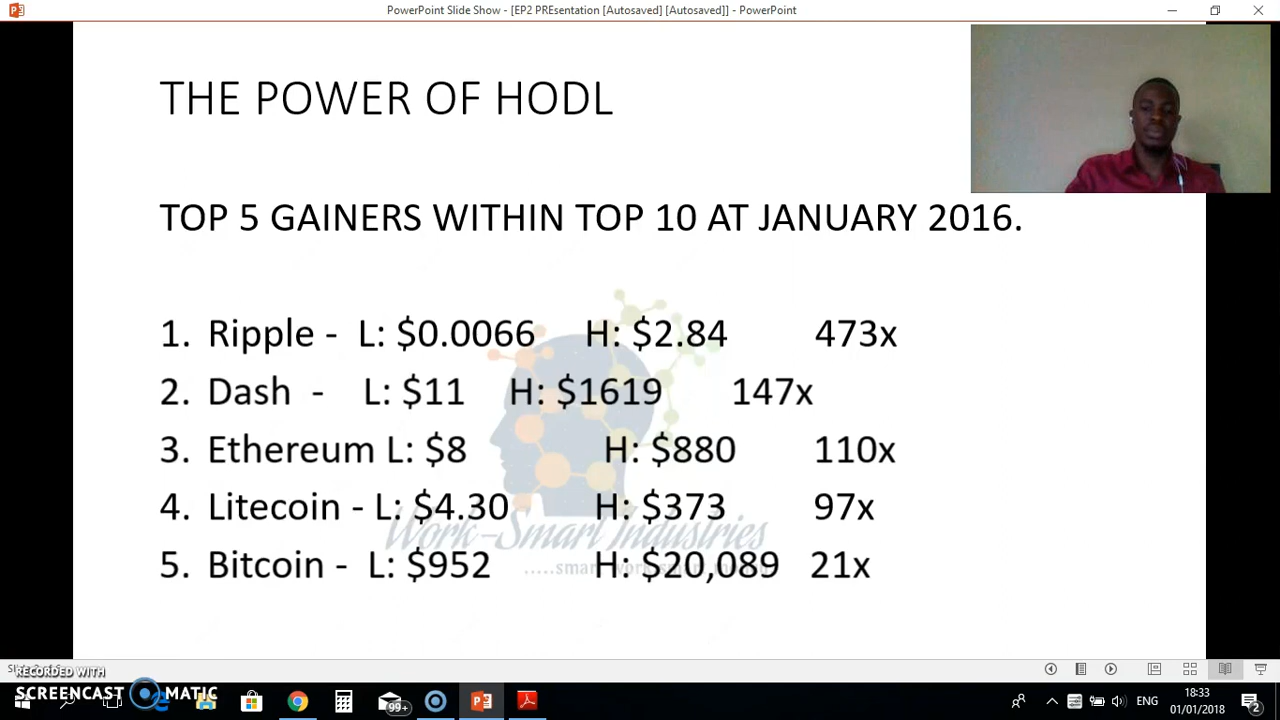 PowerPoint Slide Show - [EP2 PREsentation [Autosaved] [Autosaved]] - PowerPoint
THE POWER OF HODL
TOP 5 GAINERS WITHIN TOP 10 AT JANUARY 2016.
1. Ripple - L: $0.0066 H: $2.84 473x
2. Dash - L: $11 H: $1619 147x
3. Ethereum L: $8 H: $880 110x
4. Litecoin - L: $4.30 H: $373 97x
Work-Smart Industries
5. Bitcoin - L: $952 H: $20,089 21x
RECORDED WITH
SCREENCAST MATIC
99+
ENG
18:33
01/01/2018
2